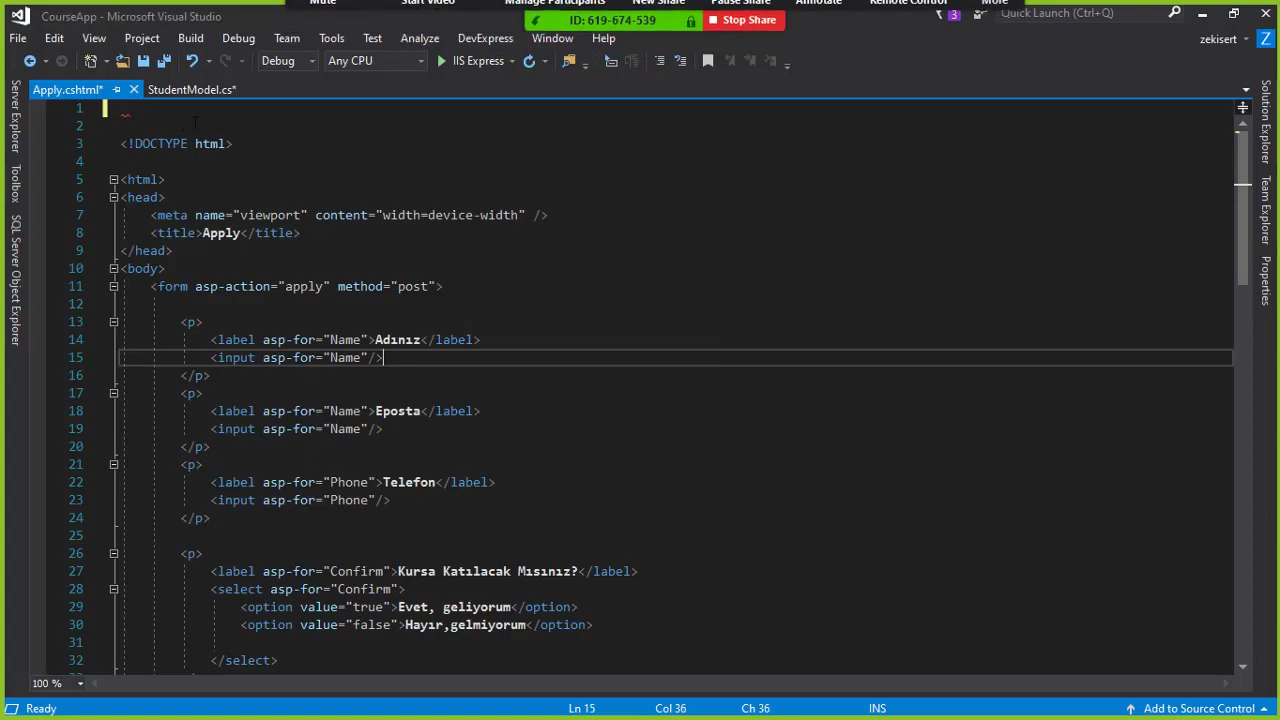 Mute Start Video Manage Participants New Share Pause Share Annotate Remote Control More
CourseApp - Microsoft Visual Studio
ID: 619-674-539
Stop Share
3
Quick Launch (Ctrl+Q)
File Edit View Project Build Debug Team Tools Test Analyze DevExpress Window Help
zekisert
Z
Debug
Any CPU
IIS Express
Apply.cshtml*
StudentModel.cs*
Server Explorer
Toolbox
SQL Server Object Explorer
1
2
3 <!DOCTYPE html>
4
5 <html>
6 <head>
7 <meta name="viewport" content="width=device-width" />
8 <title>Apply</title>
9 </head>
10 <body>
11 <form asp-action="apply" method="post">
12
13 <p>
14 <label asp-for="Name">Adınız</label>
15 <input asp-for="Name"/>
16 </p>
17 <p>
18 <label asp-for="Name">Eposta</label>
19 <input asp-for="Name"/>
20 </p>
21 <p>
22 <label asp-for="Phone">Telefon</label>
23 <input asp-for="Phone"/>
24 </p>
25
26 <p>
27 <label asp-for="Confirm">Kursa Katılacak Mısınız?</label>
28 <select asp-for="Confirm">
29 <option value="true">Evet, geliyorum</option>
30 <option value="false">Hayır,gelmiyorum</option>
31
32 </select>
Solution Explorer
Team Explorer
Properties
100 %
Ready
Ln 15
Col 36
Ch 36
INS
Add to Source Control